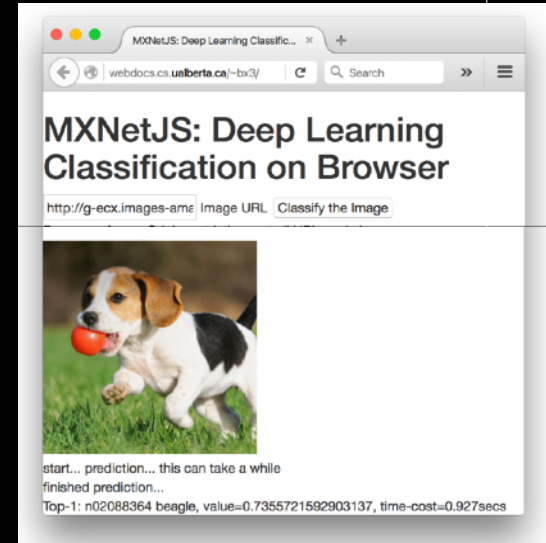 MXNetJS: Deep Learning Classific... × +
webdocs.cs.ualberta.ca/~bx3/ Search »
MXNetJS: Deep Learning
Classification on Browser
http://g-ecx.images-ama Image URL Classify the Image
start... prediction... this can take a while
finished prediction...
Top-1: n02088364 beagle, value=0.7355721592903137, time-cost=0.927secs